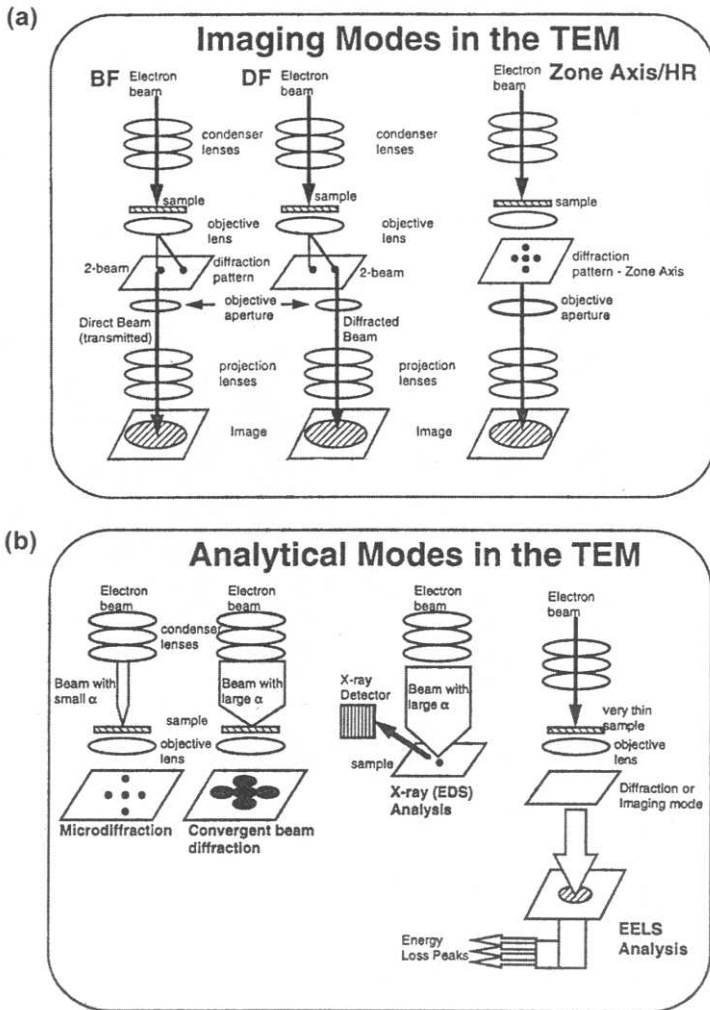 (a)
Imaging Modes in the TEM
BF
Electron
beam
DF
Electron
beam
Electron
beam
Zone Axis/HR
condenser
lenses
condenser
lenses
sample
objective
lens
sample
objective
lens
sample
2-beam
diffraction
pattern
2-beam
diffraction
pattern - Zone Axis
objective
aperture
objective
aperture
Direct Beam
(transmitted)
Diffracted
Beam
projection
lenses
projection
lenses
Image
Image
(b)
Analytical Modes in the TEM
Electron
beam
Electron
beam
Electron
beam
Electron
beam
condenser
lenses
Beam with
small α
Beam with
large α
X-ray
Detector
Beam with
large α
sample
objective
lens
sample
very thin
sample
objective
lens
Microdiffraction
Convergent beam
diffraction
X-ray (EDS)
Analysis
Diffraction or
Imaging mode
EELS
Analysis
Energy
Loss Peaks